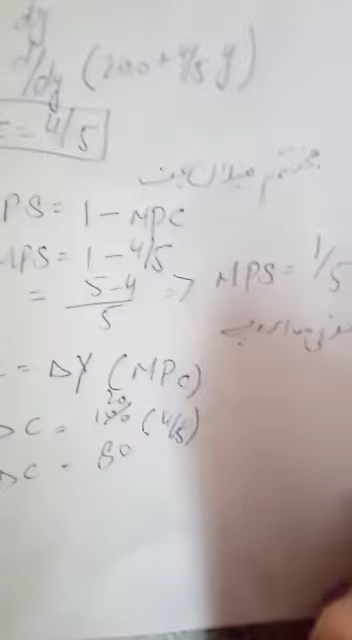 dy
d/dy (200 + 4/5 y)
= 4/5
PS = 1 - MPC
MPS = 1 - 4/5
= 5-4/5 => MPS = 1/5
= ΔY (MPC)
ΔC = 100 (4/5)
20
ΔC = 80